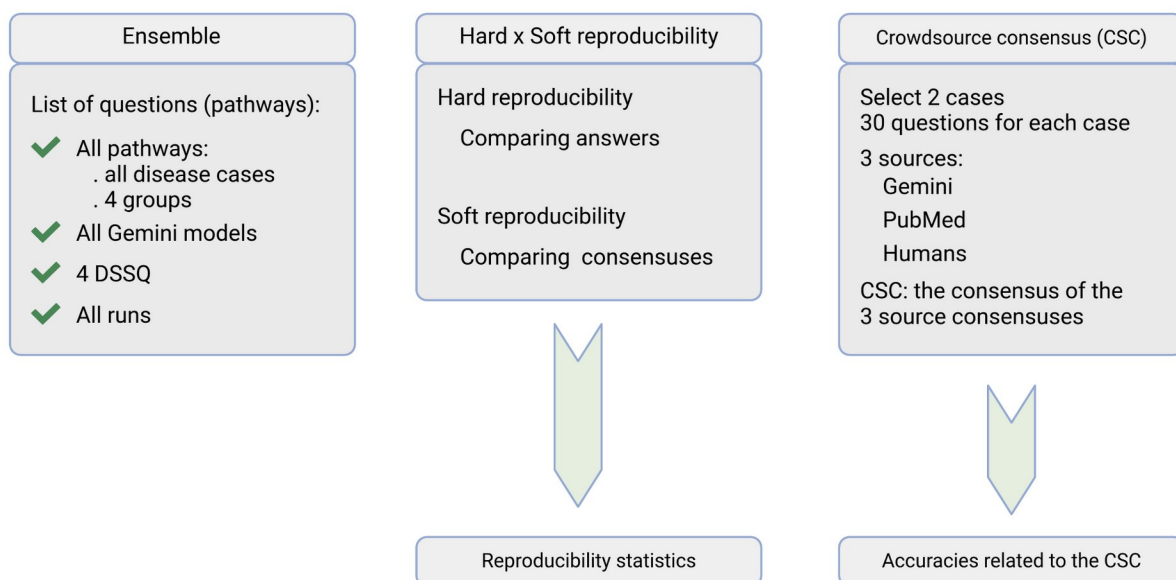 Ensemble
List of questions (pathways):
All pathways:
. all disease cases
. 4 groups
All Gemini models
4 DSSQ
All runs
Hard x Soft reproducibility
Hard reproducibility
Comparing answers
Soft reproducibility
Comparing consensuses
Reproducibility statistics
Crowdsource consensus (CSC)
Select 2 cases
30 questions for each case
3 sources:
Gemini
PubMed
Humans
CSC: the consensus of the
3 source consensuses
Accuracies related to the CSC